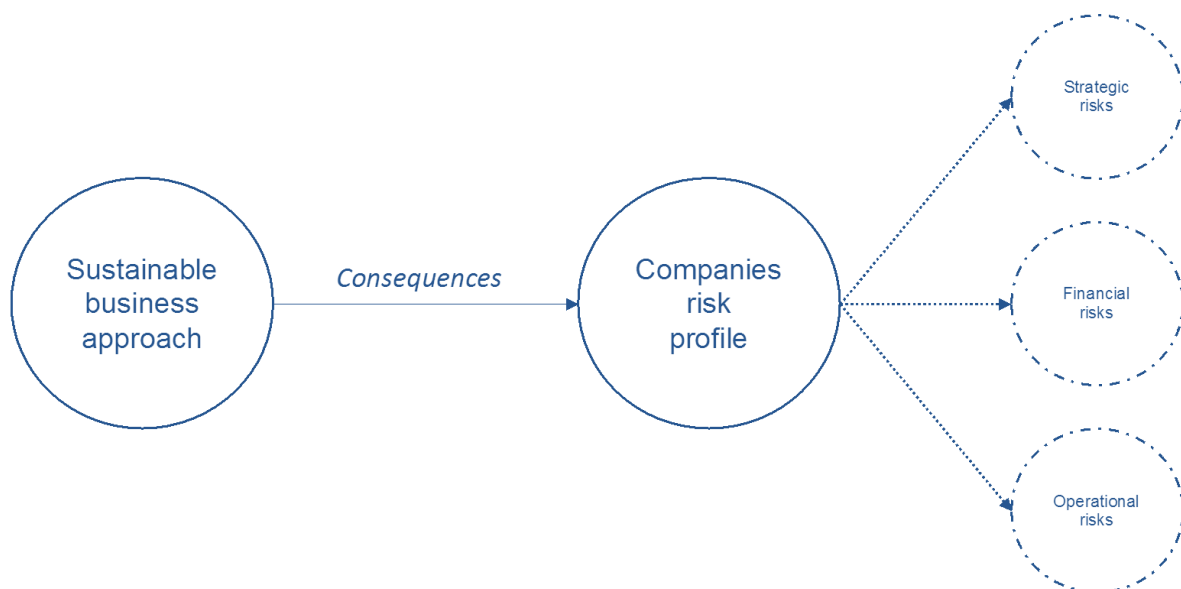 Sustainable
business
approach
Consequences
Companies
risk
profile
Strategic
risks
Financial
risks
Operational
risks